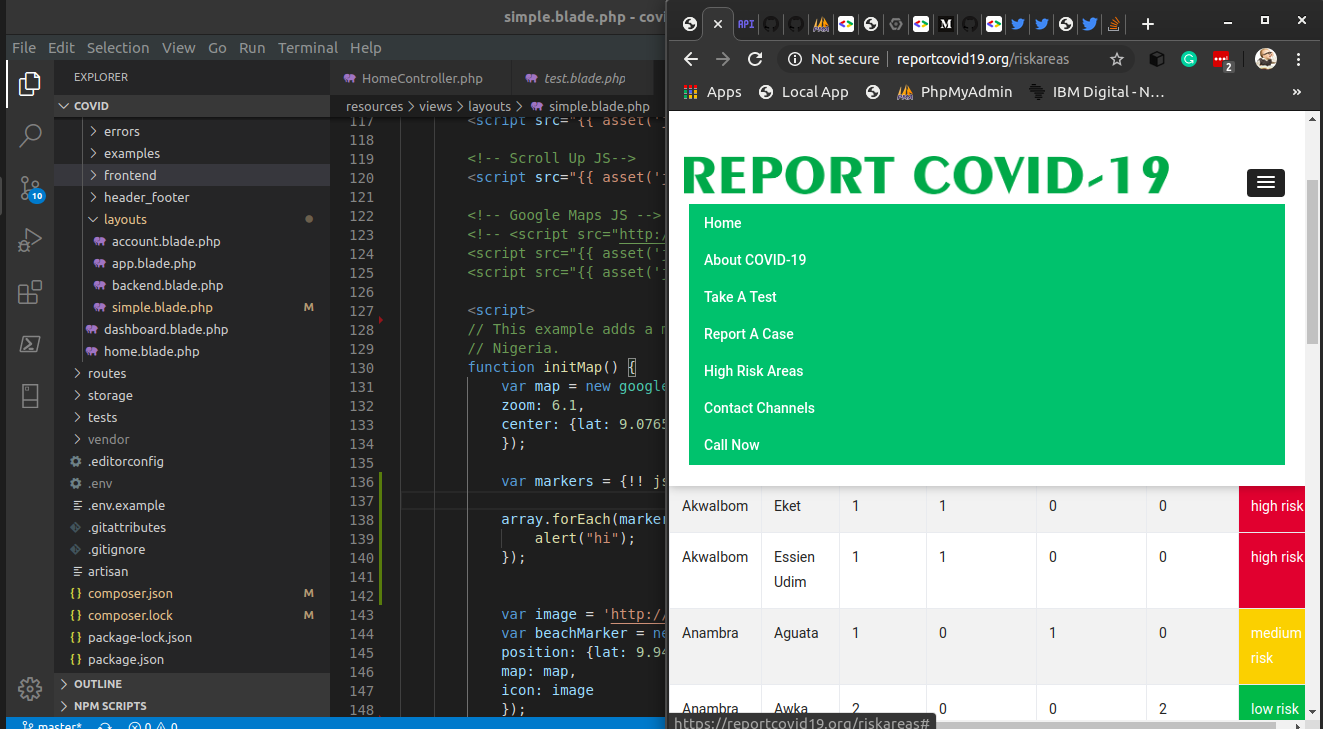 simple.blade.php - covi
File Edit Selection View Go Run Terminal Help
EXPLORER
COVID
errors
examples
frontend
header_footer
layouts
account.blade.php
app.blade.php
backend.blade.php
simple.blade.php M
dashboard.blade.php
home.blade.php
routes
storage
tests
vendor
.editorconfig
.env
.env.example
.gitattributes
.gitignore
artisan
composer.json M
composer.lock M
package-lock.json
package.json
OUTLINE
NPM SCRIPTS
10
master* 0 0
HomeController.php test.blade.php
resources > views > layouts > simple.blade.php
117 <script src="{{ asset('j
118
119 <!-- Scroll Up JS-->
120 <script src="{{ asset('j
121
122 <!-- Google Maps JS -->
123 <!-- <script src="http:/
124 <script src="{{ asset('j
125 <script src="{{ asset('j
126
127 <script>
128 // This example adds a m
129 // Nigeria.
130 function initMap() {
131 var map = new google
132 zoom: 6.1,
133 center: {lat: 9.0765
134 });
135
136 var markers = {!! js
137
138 array.forEach(marker
139 alert("hi");
140 });
141
142
143 var image = 'http://
144 var beachMarker = ne
145 position: {lat: 9.94
146 map: map,
147 icon: image
148 });
API
M
Not secure | reportcovid19.org/riskareas
2
Apps Local App PhpMyAdmin IBM Digital - N… »
REPORT COVID-19
Home
About COVID-19
Take A Test
Report A Case
High Risk Areas
Contact Channels
Call Now
AkwaIbom Eket 1 1 0 0 high risk
AkwaIbom Essien Udim 1 1 0 0 high risk
Anambra Aguata 1 0 1 0 medium risk
Anambra Awka 2 0 0 2 low risk
https://reportcovid19.org/riskareas#